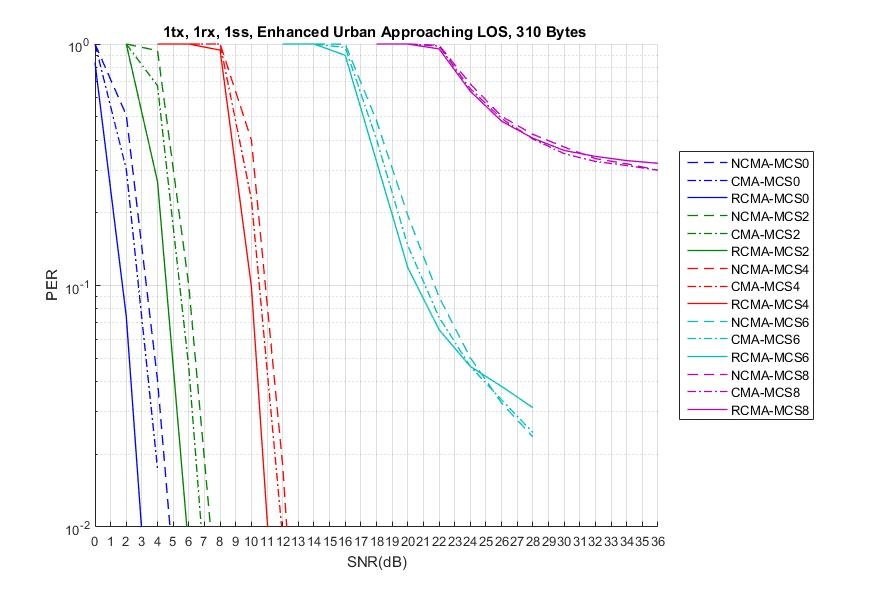 1tx, 1rx, 1ss, Enhanced Urban Approaching LOS, 310 Bytes
10^0
10^-1
10^-2
PER
0 1 2 3 4 5 6 7 8 9 10 11 12 13 14 15 16 17 18 19 20 21 22 23 24 25 26 27 28 29 30 31 32 33 34 35 36
SNR(dB)
NCMA-MCS0
CMA-MCS0
RCMA-MCS0
NCMA-MCS2
CMA-MCS2
RCMA-MCS2
NCMA-MCS4
CMA-MCS4
RCMA-MCS4
NCMA-MCS6
CMA-MCS6
RCMA-MCS6
NCMA-MCS8
CMA-MCS8
RCMA-MCS8